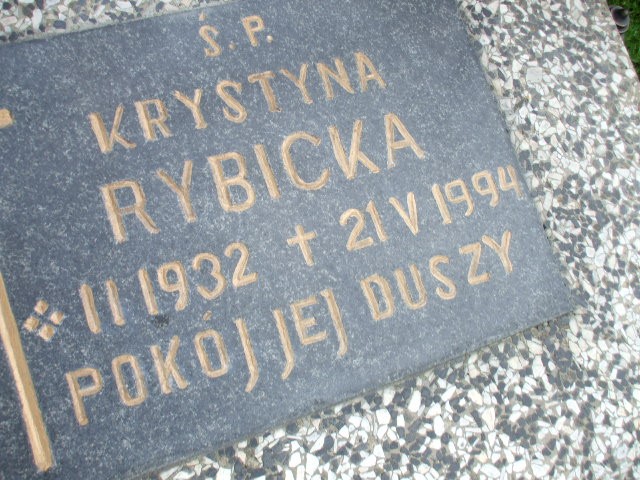 Ś.P.
KRYSTYNA
RYBICKA
II 1932 † 21 V 1994
POKÓJ JEJ DUSZY